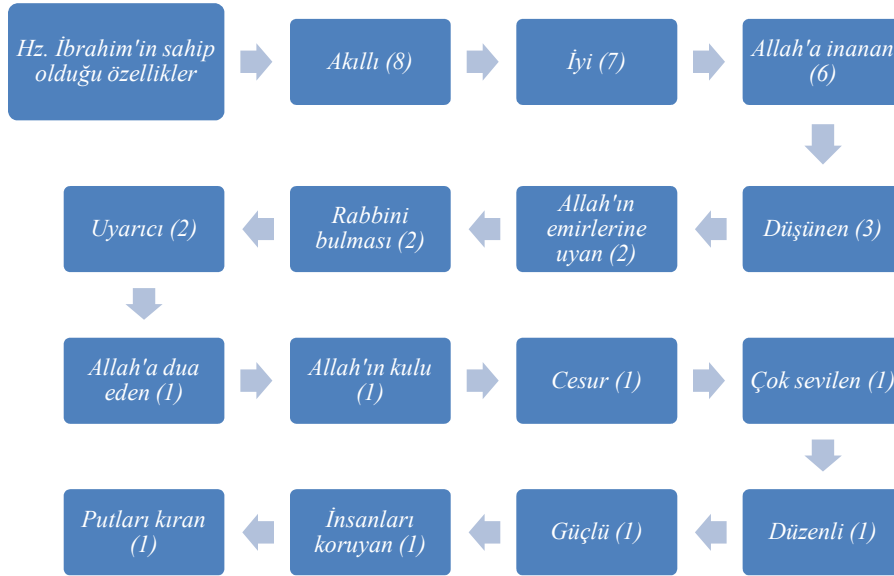 Hz. İbrahim'in sahip
olduğu özellikler
Akıllı (8)
İyi (7)
Allah'a inanan
(6)
Düşünen (3)
Allah'ın
emirlerine
uyan (2)
Rabbini
bulması (2)
Uyarıcı (2)
Allah'a dua
eden (1)
Allah'ın kulu
(1)
Cesur (1)
Çok sevilen (1)
Düzenli (1)
Güçlü (1)
İnsanları
koruyan (1)
Putları kıran
(1)